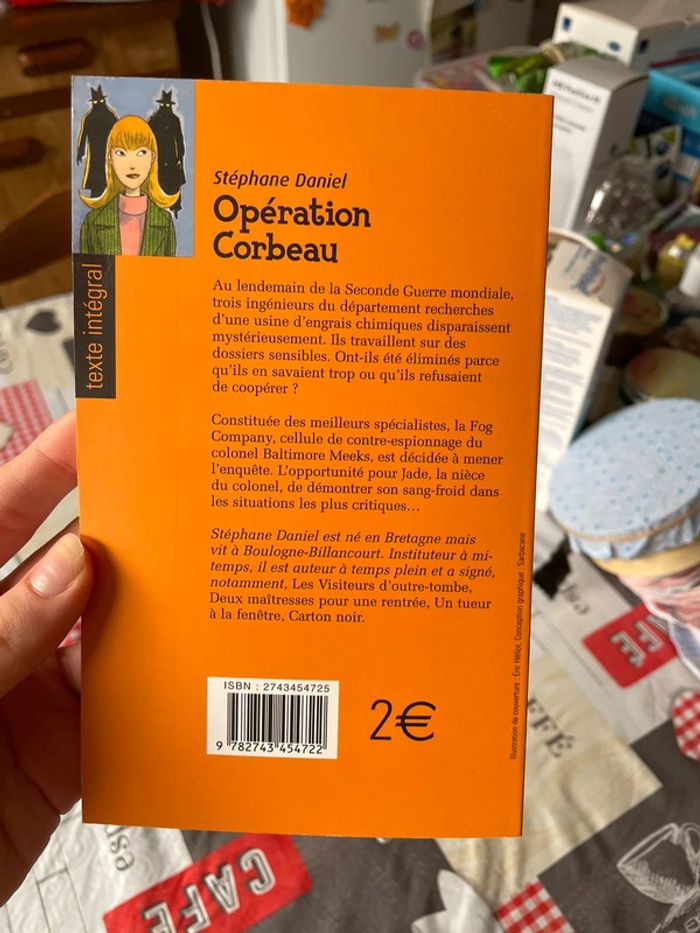 Stéphane Daniel
Opération
Corbeau
texte intégral
Au lendemain de la Seconde Guerre mondiale,
trois ingénieurs du département recherches
d'une usine d'engrais chimiques disparaissent
mystérieusement. Ils travaillent sur des
dossiers sensibles. Ont-ils été éliminés parce
qu'ils en savaient trop ou qu'ils refusaient
de coopérer ?
Constituée des meilleurs spécialistes, la Fog
Company, cellule de contre-espionnage du
colonel Baltimore Meeks, est décidée à mener
l'enquête. L'opportunité pour Jade, la nièce
du colonel, de démontrer son sang-froid dans
les situations les plus critiques…
Stéphane Daniel est né en Bretagne mais
vit à Boulogne-Billancourt. Instituteur à mi-
temps, il est auteur à temps plein et a signé,
notamment, Les Visiteurs d'outre-tombe,
Deux maîtresses pour une rentrée, Un tueur
à la fenêtre, Carton noir.
Illustration de couverture : Éric Héliot. Conception graphique : Sarbacane
ISBN : 2743454725
9 782743 454722
2€
CAFÉ
CAFÉ